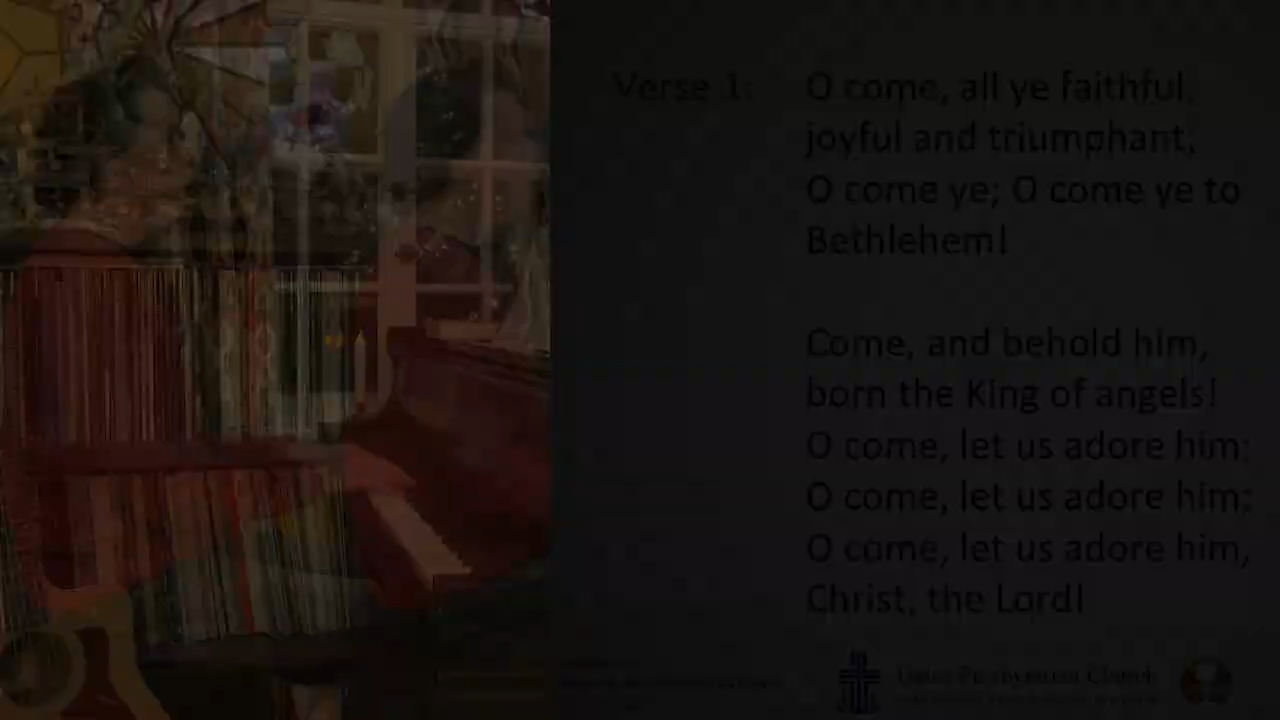 Verse 1:
O come, all ye faithful,
joyful and triumphant,
O come ye; O come ye to
Bethlehem!
Come, and behold him,
born the King of angels!
O come, let us adore him;
O come, let us adore him;
O come, let us adore him,
Christ, the Lord!
Presbyterian Church